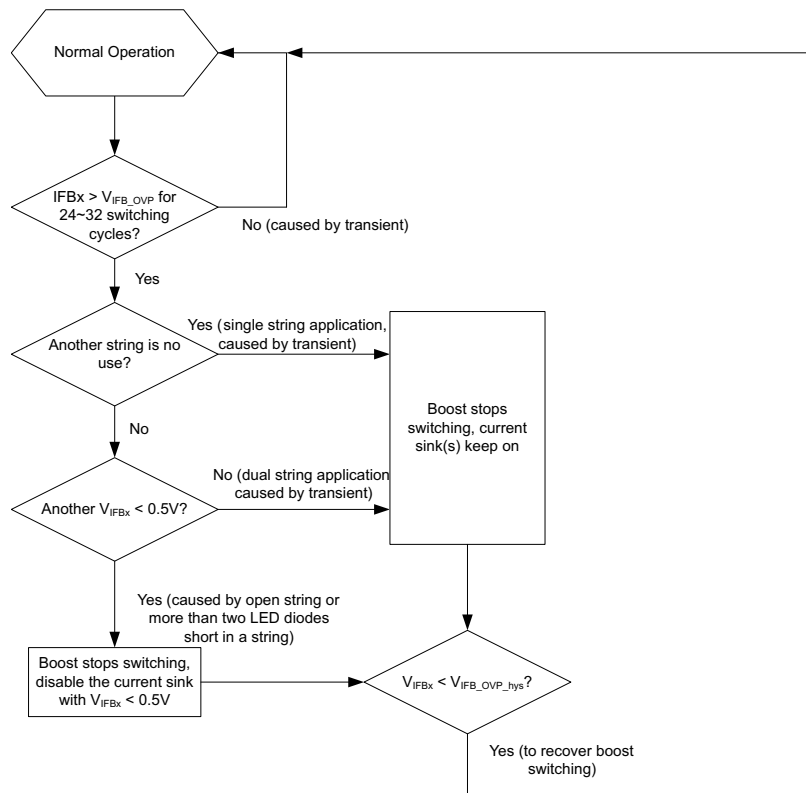 Normal Operation
IFBx > VIFB_OVP for
24~32 switching
cycles?
No (caused by transient)
Yes
Another string is no
use?
Yes (single string application,
caused by transient)
Boost stops
switching, current
sink(s) keep on
No
Another VIFBx < 0.5V?
No (dual string application
caused by transient)
Yes (caused by open string or
more than two LED diodes
short in a string)
Boost stops switching,
disable the current sink
with VIFBx < 0.5V
VIFBx < VIFB_OVP_hys?
Yes (to recover boost
switching)